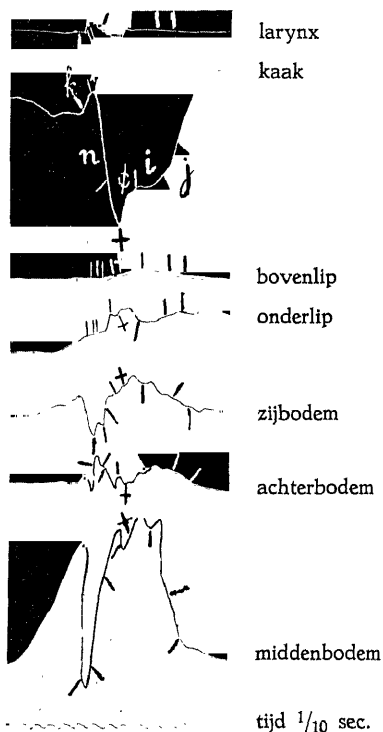 larynx
kaak
n i j
bovenlip
onderlip
zijbodem
achterbodem
middenbodem
tijd 1/10 sec.